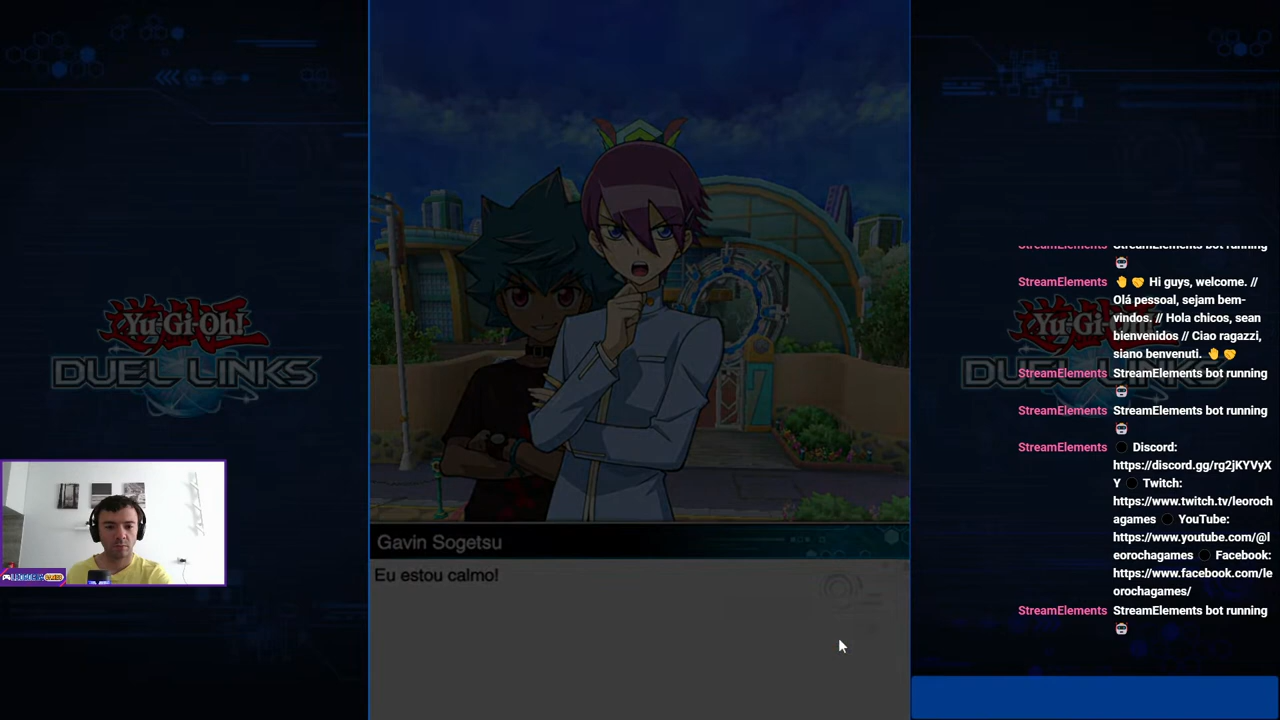 Yu-Gi-Oh!
DUEL LINKS
Gavin Sogetsu
Eu estou calmo!
StreamElements StreamElements bot running
StreamElements 🤚 🤝 Hi guys, welcome. //
Olá pessoal, sejam bem-
vindos. // Hola chicos, sean
bienvenidos // Ciao ragazzi,
siano benvenuti. 🤚 🤝
StreamElements StreamElements bot running
StreamElements StreamElements bot running
StreamElements Discord:
https://discord.gg/rg2jKYVyX
Y Twitch:
https://www.twitch.tv/leoroch
agames YouTube:
https://www.youtube.com/@l
eorochagames Facebook:
https://www.facebook.com/le
orochagames/
StreamElements StreamElements bot running
Yu-Gi-Oh!
DUEL LINKS